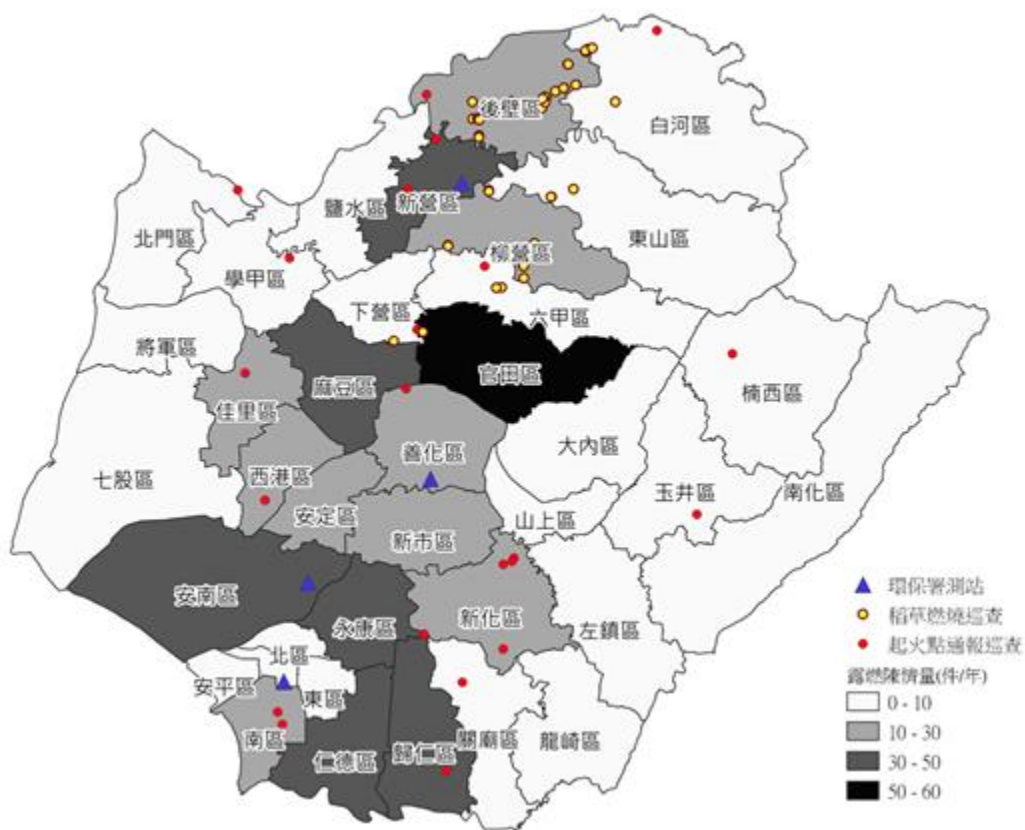 後壁區
白河區
新營區
鹽水區
北門區
柳營區
東山區
學甲區
下營區
六甲區
將軍區
麻豆區
官田區
楠西區
佳里區
大內區
七股區
西港區
善化區
玉井區
南化區
安定區
山上區
新市區
安南區
新化區
永康區
左鎮區
北區
安平區
東區
南區
仁德區
歸仁區
關廟區
龍崎區
環保署測站
稻草燃燒巡查
起火點通報巡查
露燃陳情量(件/年)
0 - 10
10 - 30
30 - 50
50 - 60